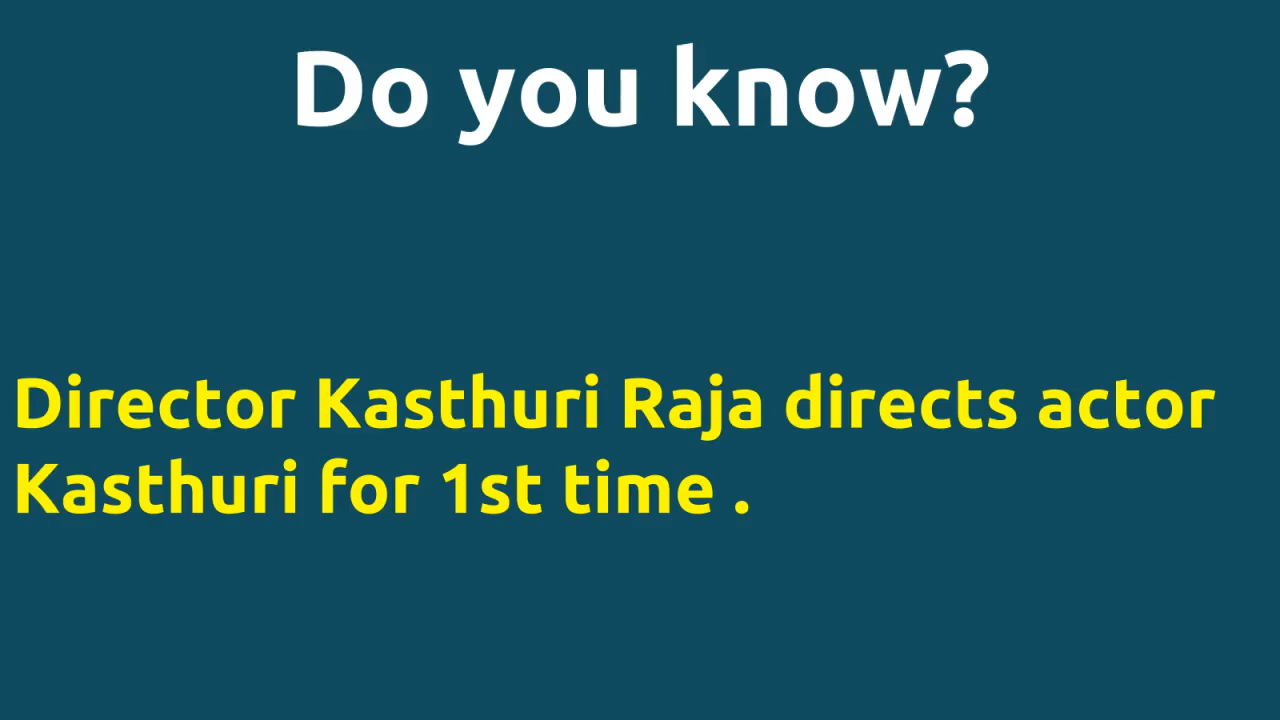 Do you know?
Director Kasthuri Raja directs actor
Kasthuri for 1st time .